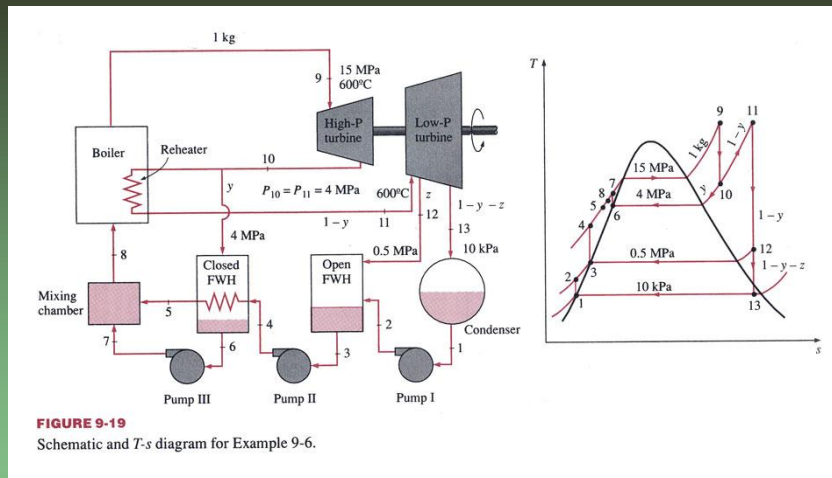 1 kg
9
15 MPa
600°C
High-P
turbine
Low-P
turbine
Boiler
Reheater
10
y
P10 = P11 = 4 MPa
600°C
z
12
1 – y – z
13
1 – y
11
4 MPa
0.5 MPa
10 kPa
8
Closed
FWH
Open
FWH
Mixing
chamber
5
4
2
Condenser
7
6
3
1
Pump III
Pump II
Pump I
T
9
11
1 kg
1 – y
15 MPa
7
8
5
y
10
4 MPa
6
4
1 – y
0.5 MPa
12
3
1 – y – z
2
10 kPa
1
13
s
FIGURE 9-19
Schematic and T-s diagram for Example 9-6.